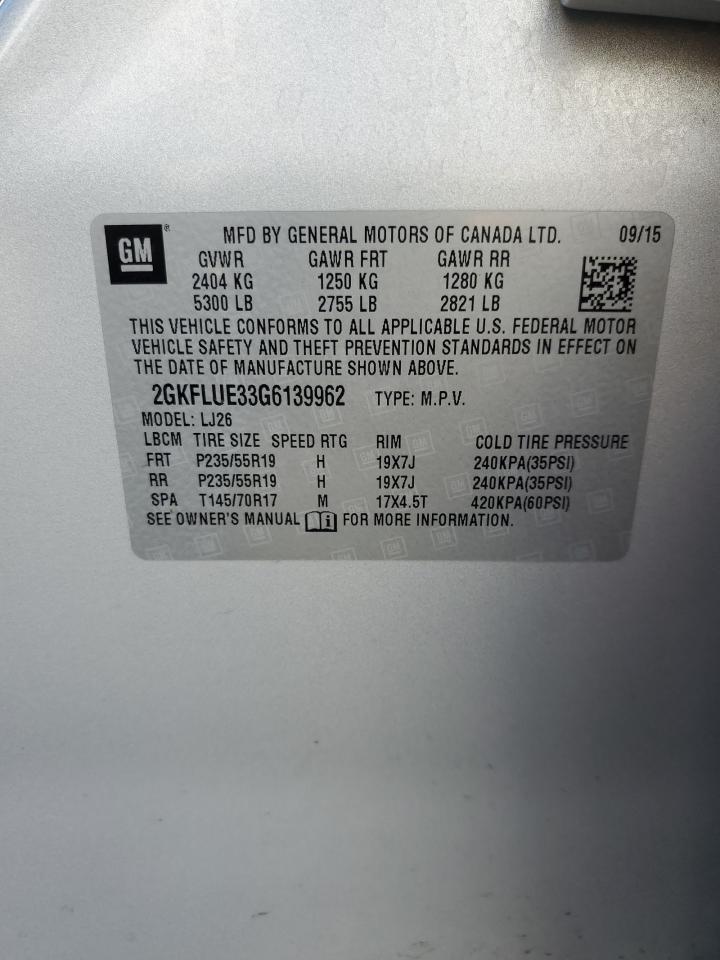 GM ® MFD BY GENERAL MOTORS OF CANADA LTD. 09/15
GVWR GAWR FRT GAWR RR
2404 KG 1250 KG 1280 KG
5300 LB 2755 LB 2821 LB
THIS VEHICLE CONFORMS TO ALL APPLICABLE U.S. FEDERAL MOTOR
VEHICLE SAFETY AND THEFT PREVENTION STANDARDS IN EFFECT ON
THE DATE OF MANUFACTURE SHOWN ABOVE.
2GKFLUE33G6139962 TYPE: M.P.V.
MODEL: LJ26
LBCM TIRE SIZE SPEED RTG RIM COLD TIRE PRESSURE
FRT P235/55R19 H 19X7J 240KPA(35PSI)
RR P235/55R19 H 19X7J 240KPA(35PSI)
SPA T145/70R17 M 17X4.5T 420KPA(60PSI)
SEE OWNER'S MANUAL i FOR MORE INFORMATION.